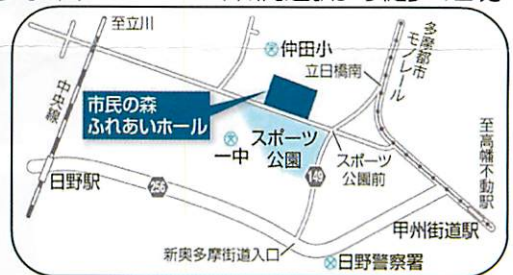 至立川
仲田小
多摩都市
モノレール
立日橋南
中央線
市民の森
ふれあいホール
一中
スポーツ
公園
スポーツ
公園前
至高幡不動駅
日野駅
256
149
甲州街道駅
新奥多摩街道入口
日野警察署